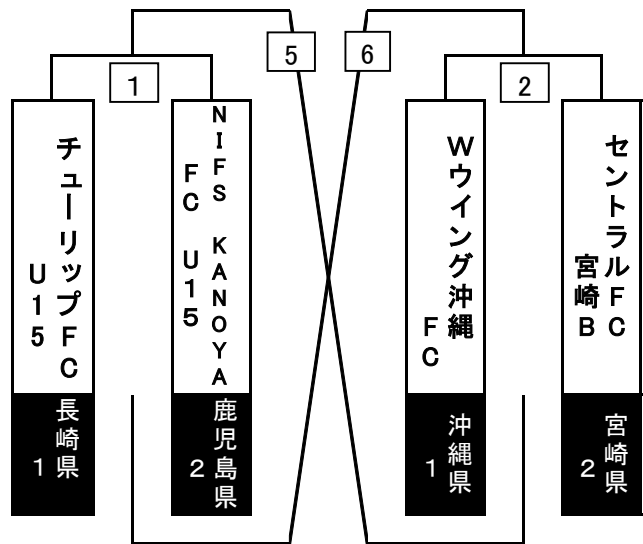 5
6
1
2
チューリップFC
U15
NIFS KANOYA
FC U15
Wウイング沖縄
FC
セントラルFC
宮崎B
長崎県
1
鹿児島県
2
沖縄県
1
宮崎県
2